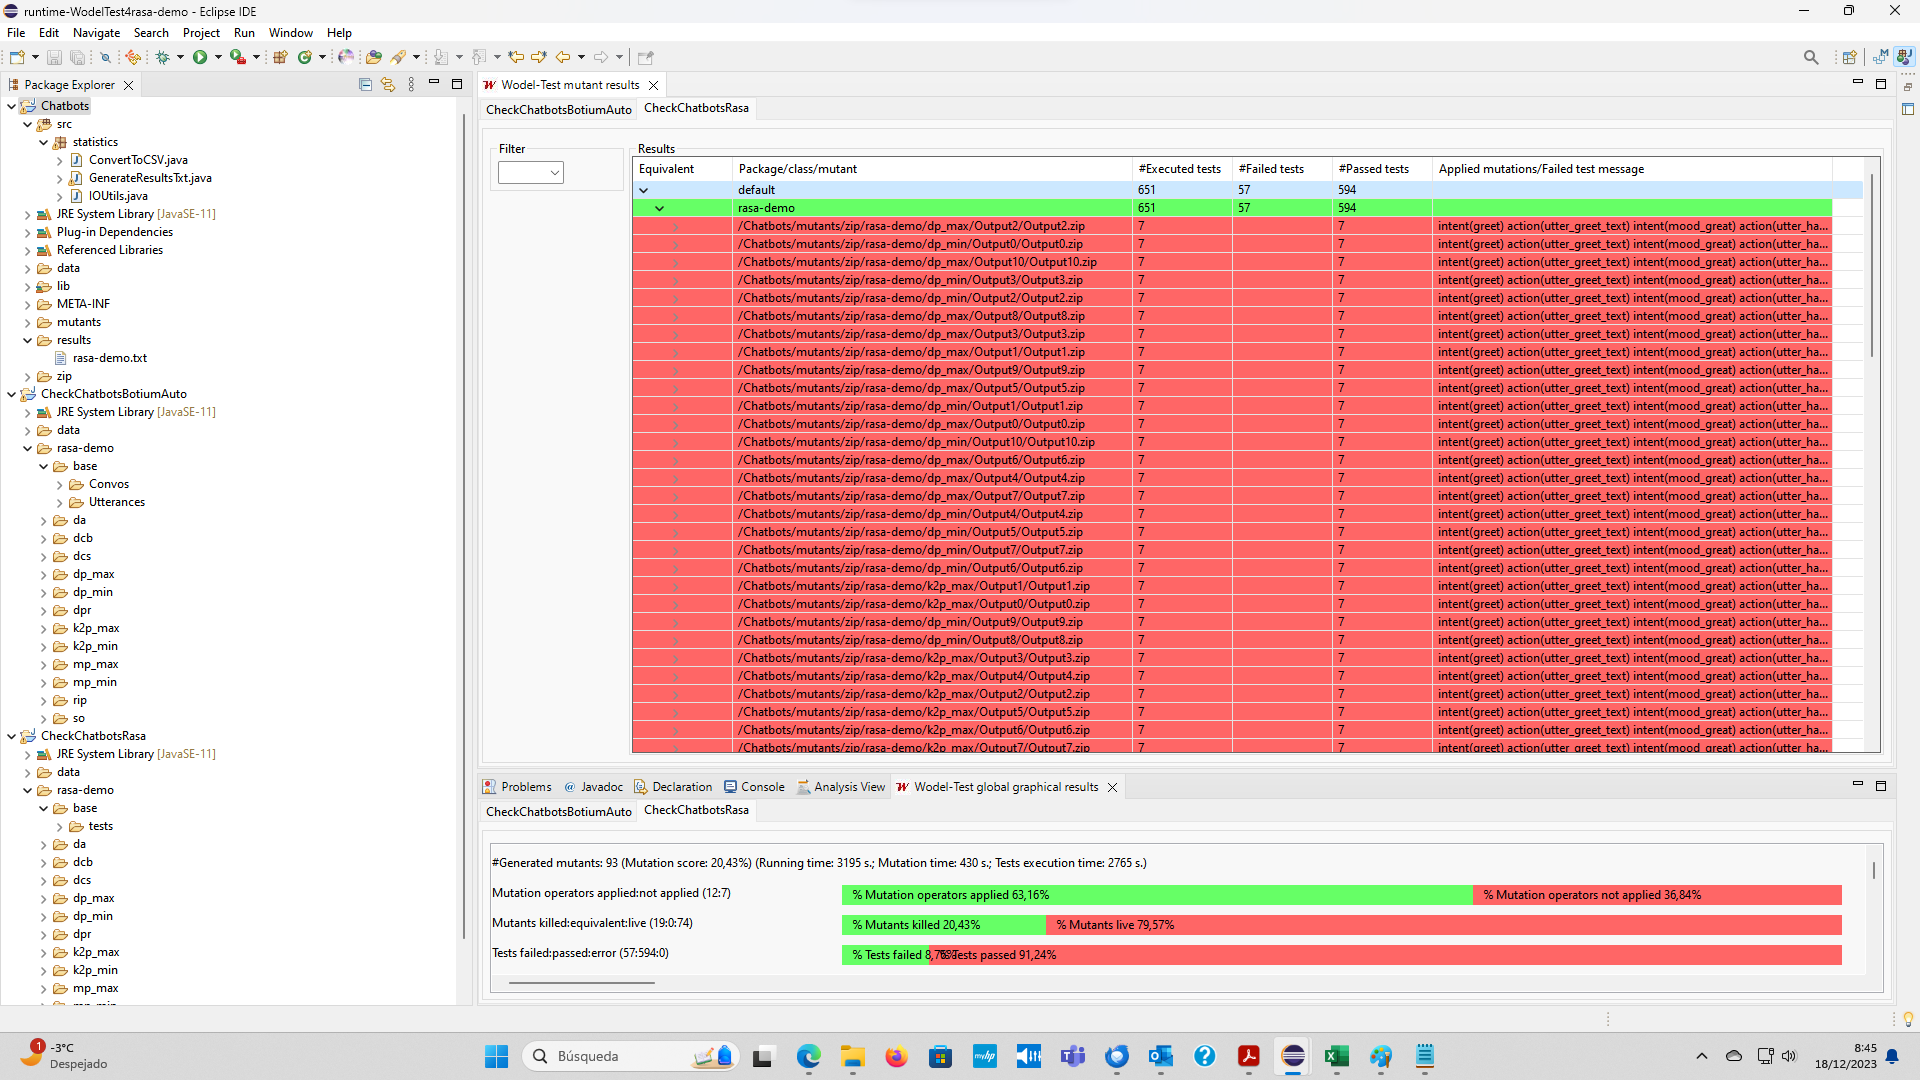 runtime-WodelTest4rasa-demo - Eclipse IDE
File Edit Navigate Search Project Run Window Help
Package Explorer
Chatbots
src
statistics
ConvertToCSV.java
GenerateResultsTxt.java
IOUtils.java
JRE System Library [JavaSE-11]
Plug-in Dependencies
Referenced Libraries
data
lib
META-INF
mutants
results
rasa-demo.txt
zip
CheckChatbotsBotiumAuto
JRE System Library [JavaSE-11]
data
rasa-demo
base
Convos
Utterances
da
dcb
dcs
dp_max
dp_min
dpr
k2p_max
k2p_min
mp_max
mp_min
rip
so
CheckChatbotsRasa
JRE System Library [JavaSE-11]
data
rasa-demo
base
tests
da
dcb
dcs
dp_max
dp_min
dpr
k2p_max
k2p_min
mp_max
Wodel-Test mutant results
CheckChatbotsBotiumAuto CheckChatbotsRasa
Filter
Results
Equivalent Package/class/mutant #Executed tests #Failed tests #Passed tests Applied mutations/Failed test message
default 651 57 594
rasa-demo 651 57 594
/Chatbots/mutants/zip/rasa-demo/dp_max/Output2/Output2.zip 7 7 intent(greet) action(utter_greet_text) intent(mood_great) action(utter_ha...
/Chatbots/mutants/zip/rasa-demo/dp_min/Output0/Output0.zip 7 7 intent(greet) action(utter_greet_text) intent(mood_great) action(utter_ha...
/Chatbots/mutants/zip/rasa-demo/dp_max/Output10/Output10.zip 7 7 intent(greet) action(utter_greet_text) intent(mood_great) action(utter_ha...
/Chatbots/mutants/zip/rasa-demo/dp_min/Output3/Output3.zip 7 7 intent(greet) action(utter_greet_text) intent(mood_great) action(utter_ha...
/Chatbots/mutants/zip/rasa-demo/dp_min/Output2/Output2.zip 7 7 intent(greet) action(utter_greet_text) intent(mood_great) action(utter_ha...
/Chatbots/mutants/zip/rasa-demo/dp_max/Output8/Output8.zip 7 7 intent(greet) action(utter_greet_text) intent(mood_great) action(utter_ha...
/Chatbots/mutants/zip/rasa-demo/dp_max/Output3/Output3.zip 7 7 intent(greet) action(utter_greet_text) intent(mood_great) action(utter_ha...
/Chatbots/mutants/zip/rasa-demo/dp_max/Output1/Output1.zip 7 7 intent(greet) action(utter_greet_text) intent(mood_great) action(utter_ha...
/Chatbots/mutants/zip/rasa-demo/dp_max/Output9/Output9.zip 7 7 intent(greet) action(utter_greet_text) intent(mood_great) action(utter_ha...
/Chatbots/mutants/zip/rasa-demo/dp_max/Output5/Output5.zip 7 7 intent(greet) action(utter_greet_text) intent(mood_great) action(utter_ha...
/Chatbots/mutants/zip/rasa-demo/dp_min/Output1/Output1.zip 7 7 intent(greet) action(utter_greet_text) intent(mood_great) action(utter_ha...
/Chatbots/mutants/zip/rasa-demo/dp_max/Output0/Output0.zip 7 7 intent(greet) action(utter_greet_text) intent(mood_great) action(utter_ha...
/Chatbots/mutants/zip/rasa-demo/dp_min/Output10/Output10.zip 7 7 intent(greet) action(utter_greet_text) intent(mood_great) action(utter_ha...
/Chatbots/mutants/zip/rasa-demo/dp_max/Output6/Output6.zip 7 7 intent(greet) action(utter_greet_text) intent(mood_great) action(utter_ha...
/Chatbots/mutants/zip/rasa-demo/dp_max/Output4/Output4.zip 7 7 intent(greet) action(utter_greet_text) intent(mood_great) action(utter_ha...
/Chatbots/mutants/zip/rasa-demo/dp_max/Output7/Output7.zip 7 7 intent(greet) action(utter_greet_text) intent(mood_great) action(utter_ha...
/Chatbots/mutants/zip/rasa-demo/dp_min/Output4/Output4.zip 7 7 intent(greet) action(utter_greet_text) intent(mood_great) action(utter_ha...
/Chatbots/mutants/zip/rasa-demo/dp_min/Output5/Output5.zip 7 7 intent(greet) action(utter_greet_text) intent(mood_great) action(utter_ha...
/Chatbots/mutants/zip/rasa-demo/dp_min/Output7/Output7.zip 7 7 intent(greet) action(utter_greet_text) intent(mood_great) action(utter_ha...
/Chatbots/mutants/zip/rasa-demo/dp_min/Output6/Output6.zip 7 7 intent(greet) action(utter_greet_text) intent(mood_great) action(utter_ha...
/Chatbots/mutants/zip/rasa-demo/k2p_max/Output1/Output1.zip 7 7 intent(greet) action(utter_greet_text) intent(mood_great) action(utter_ha...
/Chatbots/mutants/zip/rasa-demo/k2p_max/Output0/Output0.zip 7 7 intent(greet) action(utter_greet_text) intent(mood_great) action(utter_ha...
/Chatbots/mutants/zip/rasa-demo/dp_min/Output9/Output9.zip 7 7 intent(greet) action(utter_greet_text) intent(mood_great) action(utter_ha...
/Chatbots/mutants/zip/rasa-demo/dp_min/Output8/Output8.zip 7 7 intent(greet) action(utter_greet_text) intent(mood_great) action(utter_ha...
/Chatbots/mutants/zip/rasa-demo/k2p_max/Output3/Output3.zip 7 7 intent(greet) action(utter_greet_text) intent(mood_great) action(utter_ha...
/Chatbots/mutants/zip/rasa-demo/k2p_max/Output4/Output4.zip 7 7 intent(greet) action(utter_greet_text) intent(mood_great) action(utter_ha...
/Chatbots/mutants/zip/rasa-demo/k2p_max/Output2/Output2.zip 7 7 intent(greet) action(utter_greet_text) intent(mood_great) action(utter_ha...
/Chatbots/mutants/zip/rasa-demo/k2p_max/Output5/Output5.zip 7 7 intent(greet) action(utter_greet_text) intent(mood_great) action(utter_ha...
/Chatbots/mutants/zip/rasa-demo/k2p_max/Output6/Output6.zip 7 7 intent(greet) action(utter_greet_text) intent(mood_great) action(utter_ha...
/Chatbots/mutants/zip/rasa-demo/k2p_max/Output7/Output7.zip 7 7 intent(greet) action(utter_greet_text) intent(mood_great) action(utter_ha...
Problems @ Javadoc Declaration Console Analysis View Wodel-Test global graphical results
CheckChatbotsBotiumAuto CheckChatbotsRasa
#Generated mutants: 93 (Mutation score: 20,43%) (Running time: 3195 s.; Mutation time: 430 s.; Tests execution time: 2765 s.)
Mutation operators applied:not applied (12:7) % Mutation operators applied 63,16% % Mutation operators not applied 36,84%
Mutants killed:equivalent:live (19:0:74) % Mutants killed 20,43% % Mutants live 79,57%
Tests failed:passed:error (57:594:0) % Tests failed 8,76% % Tests passed 91,24%
1
-3°C
Despejado
Búsqueda
myhp
8:45
18/12/2023